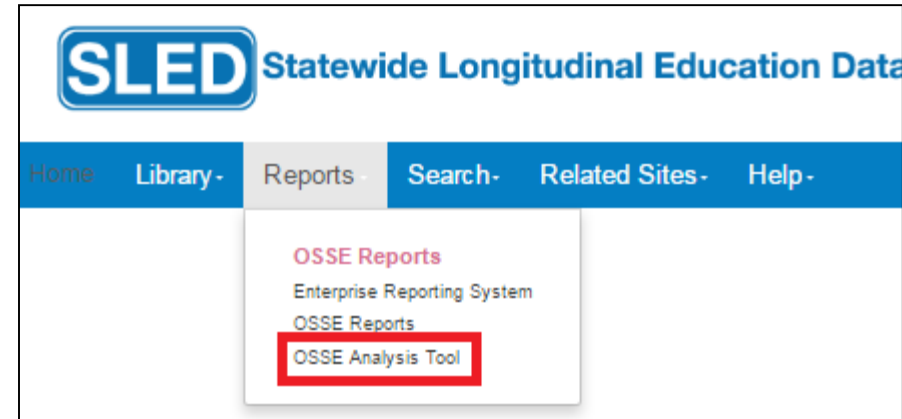 SLED Statewide Longitudinal Education Data
Home Library Reports Search Related Sites Help
OSSE Reports
Enterprise Reporting System
OSSE Reports
OSSE Analysis Tool